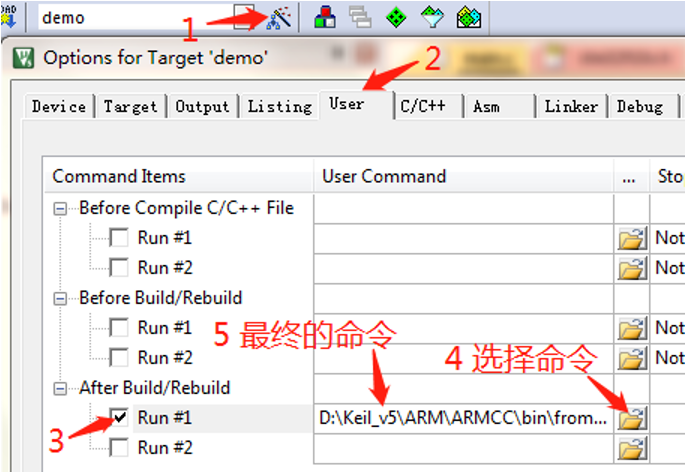 demo
1
Options for Target 'demo'
2
Device Target Output Listing User C/C++ Asm Linker Debug
Command Items User Command ... Sto
Before Compile C/C++ File
Run #1 Not
Run #2 Not
Before Build/Rebuild
Run #1 Not
5 最终的命令
Run #2 Not
4 选择命令
After Build/Rebuild
Run #1 D:\Keil_v5\ARM\ARMCC\bin\from...
3
Run #2